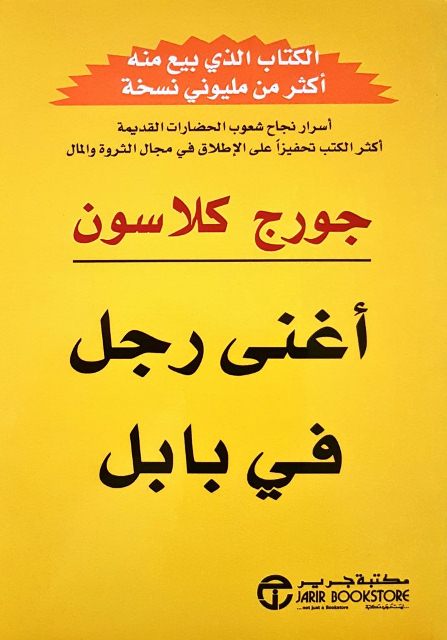 الكتاب الذي بيع منه
أكثر من مليوني نسخة
أسرار نجاح شعوب الحضارات القديمة
أكثر الكتب تحفيزاً على الإطلاق في مجال الثروة والمال
جورج كلاسون
أغنى رجل
في بابل
مكتبة جرير
JARIR BOOKSTORE
...not just a Bookstore